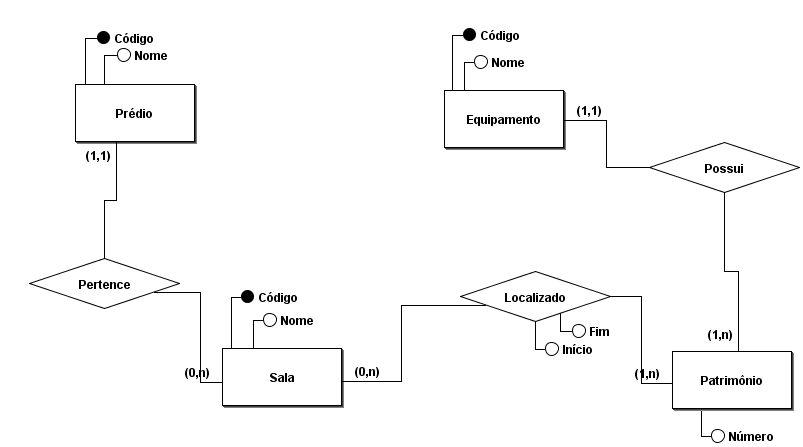 Código
Nome
Prédio
(1,1)
Código
Nome
Equipamento
(1,1)
Possui
Pertence
(0,n)
Código
Nome
Sala
(0,n)
Localizado
Fim
Início
(1,n)
(1,n)
Patrimônio
Número